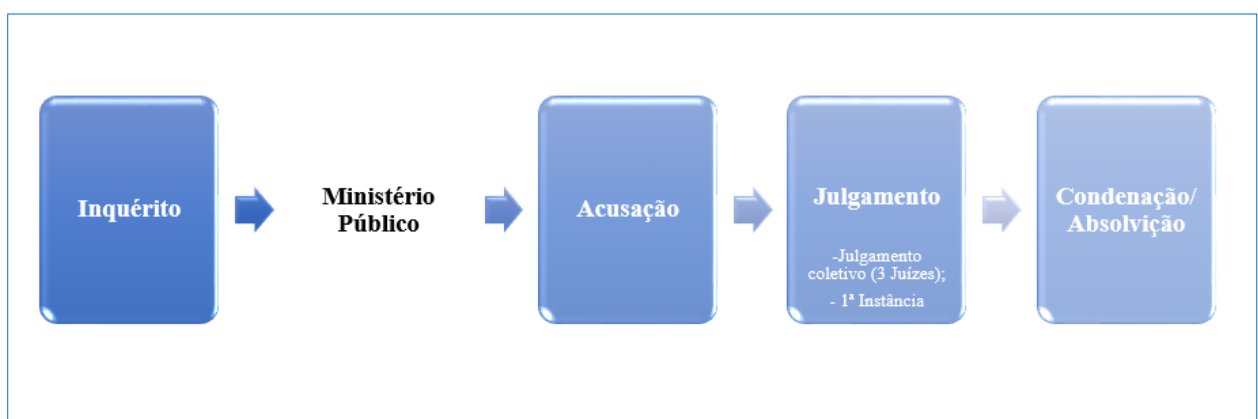 Inquérito
Ministério
Público
Acusação
Julgamento
-Julgamento
coletivo (3 Juízes);
- 1ª Instância
Condenação/
Absolvição